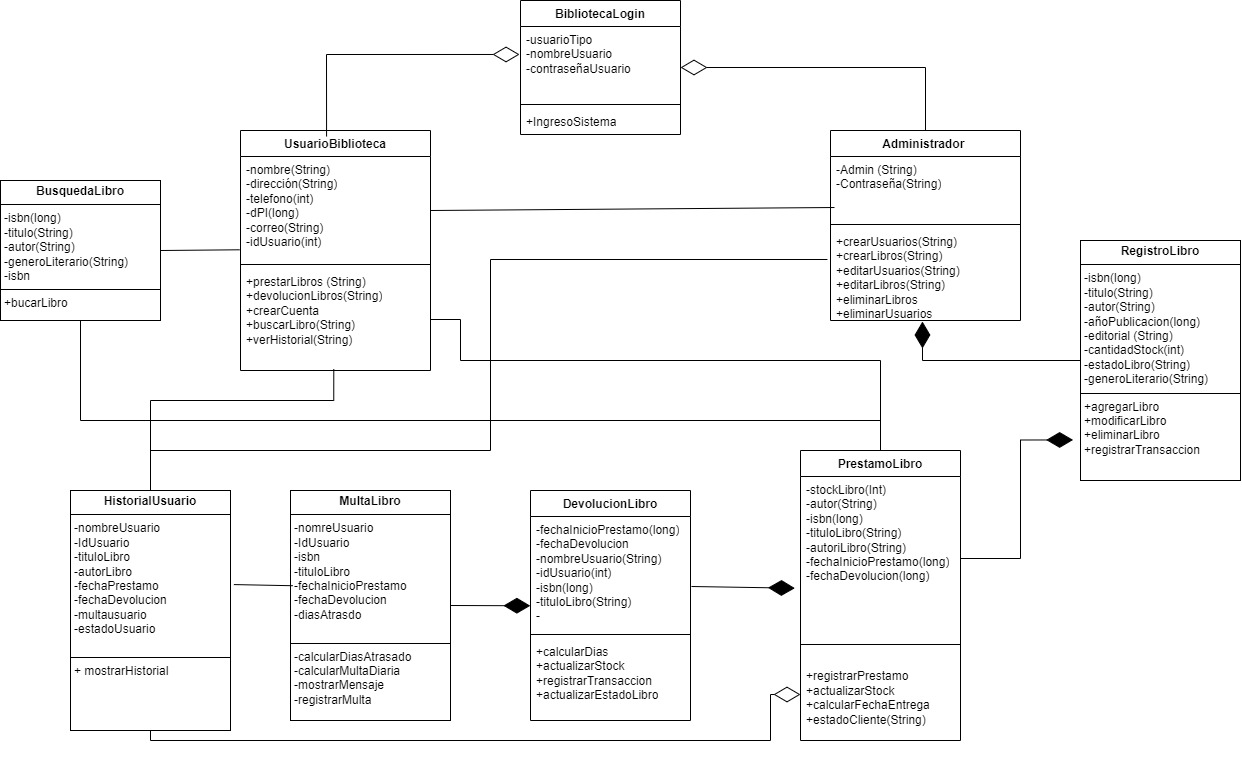 BibliotecaLogin
-usuarioTipo
-nombreUsuario
-contraseñaUsuario
+IngresoSistema
UsuarioBiblioteca
-nombre(String)
-dirección(String)
-telefono(int)
-dPI(long)
-correo(String)
-idUsuario(int)
+prestarLibros (String)
+devolucionLibros(String)
+crearCuenta
+buscarLibro(String)
+verHistorial(String)
Administrador
-Admin (String)
-Contraseña(String)
+crearUsuarios(String)
+crearLibros(String)
+editarUsuarios(String)
+editarLibros(String)
+eliminarLibros
+eliminarUsuarios
BusquedaLibro
-isbn(long)
-titulo(String)
-autor(String)
-generoLiterario(String)
-isbn
+bucarLibro
RegistroLibro
-isbn(long)
-titulo(String)
-autor(String)
-añoPublicacion(long)
-editorial (String)
-cantidadStock(int)
-estadoLibro(String)
-generoLiterario(String)
+agregarLibro
+modificarLibro
+eliminarLibro
+registrarTransaccion
HistorialUsuario
-nombreUsuario
-IdUsuario
-tituloLibro
-autorLibro
-fechaPrestamo
-fechaDevolucion
-multausuario
-estadoUsuario
+ mostrarHistorial
MultaLibro
-nomreUsuario
-IdUsuario
-isbn
-tituloLibro
-fechaInicioPrestamo
-fechaDevolucion
-diasAtrasdo
-calcularDiasAtrasado
-calcularMultaDiaria
-mostrarMensaje
-registrarMulta
DevolucionLibro
-fechaInicioPrestamo(long)
-fechaDevolucion
-nombreUsuario(String)
-idUsuario(int)
-isbn(long)
-tituloLibro(String)
-
+calcularDias
+actualizarStock
+registrarTransaccion
+actualizarEstadoLibro
PrestamoLibro
-stockLibro(Int)
-autor(String)
-isbn(long)
-tituloLibro(String)
-autoriLibro(String)
-fechaInicioPrestamo(long)
-fechaDevolucion(long)
+registrarPrestamo
+actualizarStock
+calcularFechaEntrega
+estadoCliente(String)